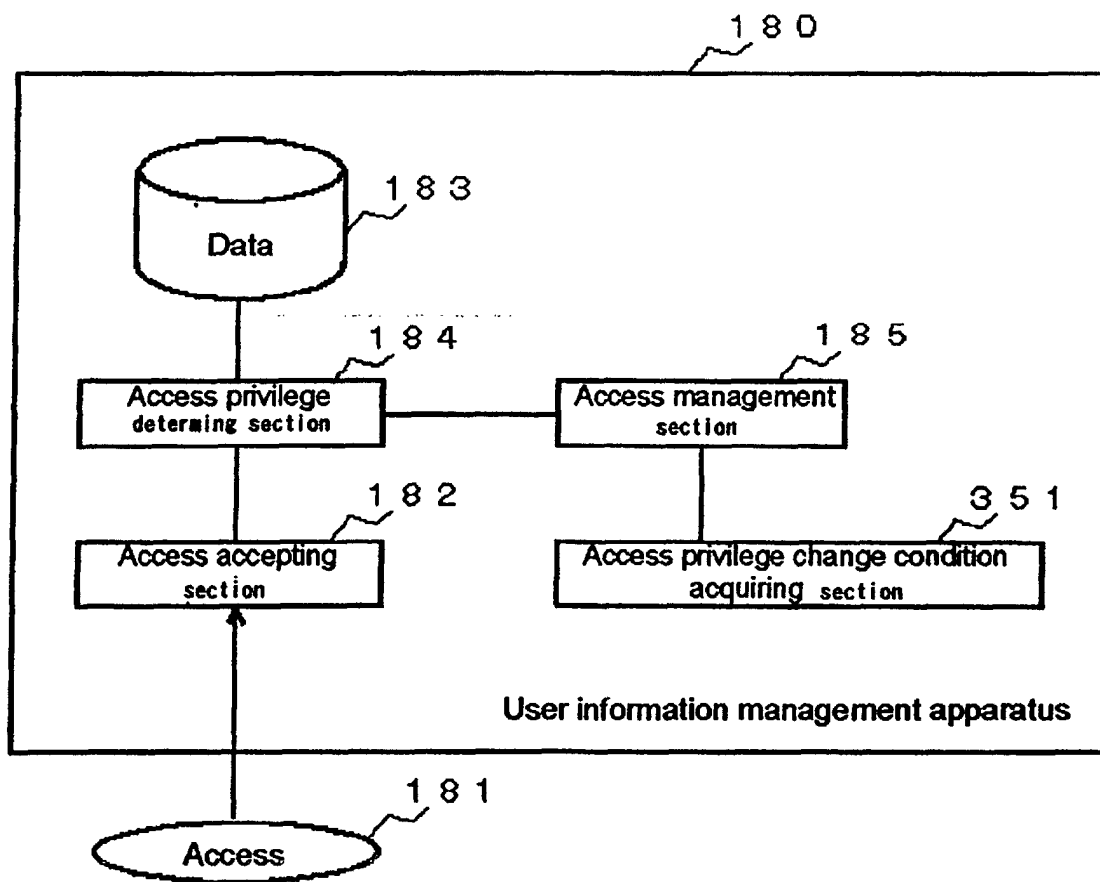 180
183
Data
184
185
Access privilege
determing section
Access management
section
182
351
Access accepting
section
Access privilege change condition
acquiring section
User information management apparatus
181
Access